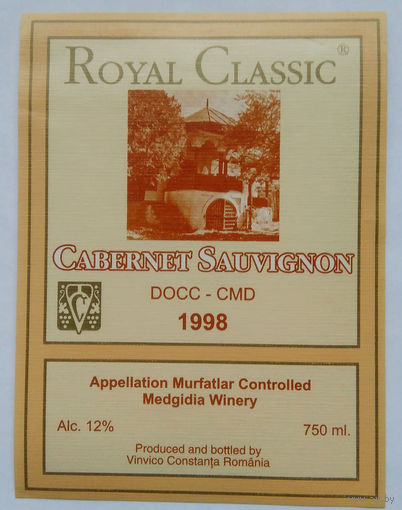 ROYAL CLASSIC ®
CABERNET SAUVIGNON
DOCC - CMD
1998
Appellation Murfatlar Controlled
Medgidia Winery
Alc. 12% 750 ml.
Produced and bottled by
Vinvico Constanţa România